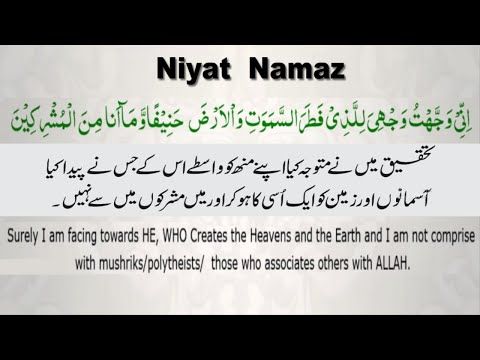 Niyat Namaz
اِنِّیْ وَجَّهْتُ وَجْهِیَ لِلَّذِیْ فَطَرَ السَّمٰوٰتِ وَالْاَرْضَ حَنِیْفًا وَّمَآ اَنَا مِنَ الْمُشْرِکِیْنَ
تحقیق میں نے متوجہ کیا اپنے منھ کو واسطے اس کے جس نے پیدا کیا
آسمانوں اور زمین کو ایک اُسی کا ہو کر اور میں مشرکوں میں سے نہیں ۔
Surely I am facing towards HE, WHO Creates the Heavens and the Earth and I am not comprise
with mushriks/polytheists/ those who associates others with ALLAH.